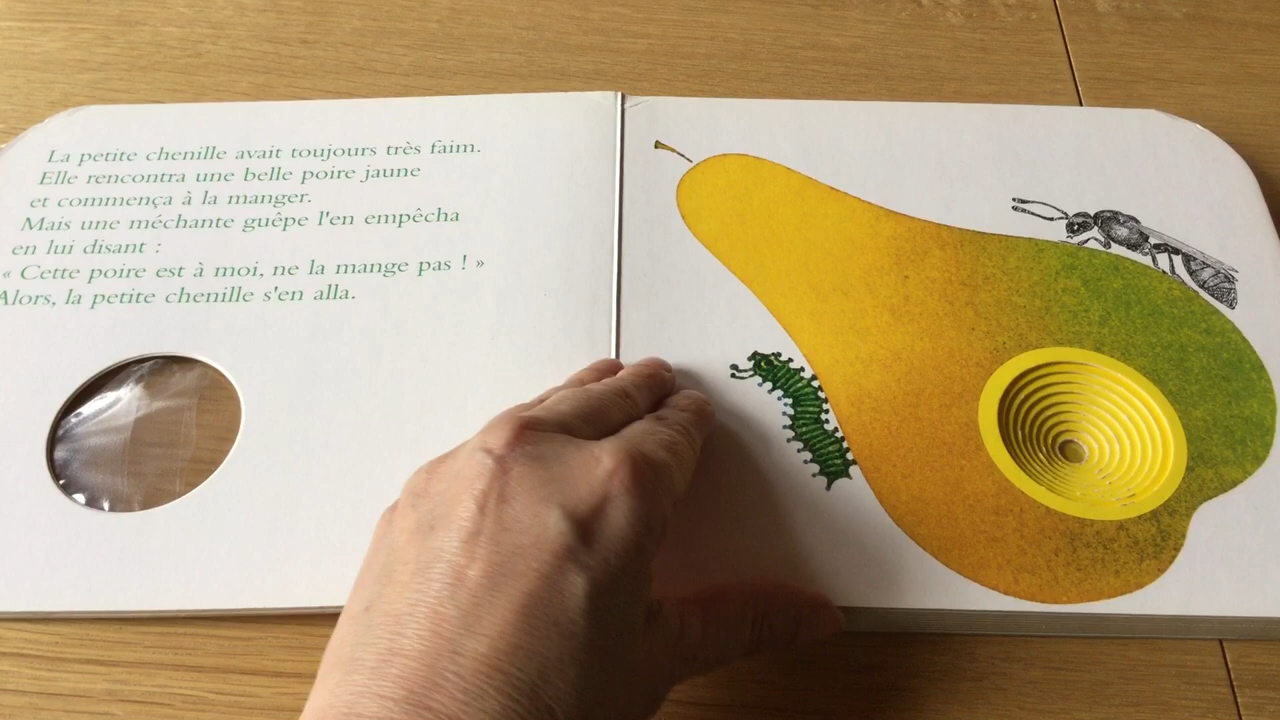 La petite chenille avait toujours très faim.
Elle rencontra une belle poire jaune
et commença à la manger.
Mais une méchante guêpe l'en empêcha
en lui disant :
« Cette poire est à moi, ne la mange pas ! »
Alors, la petite chenille s'en alla.